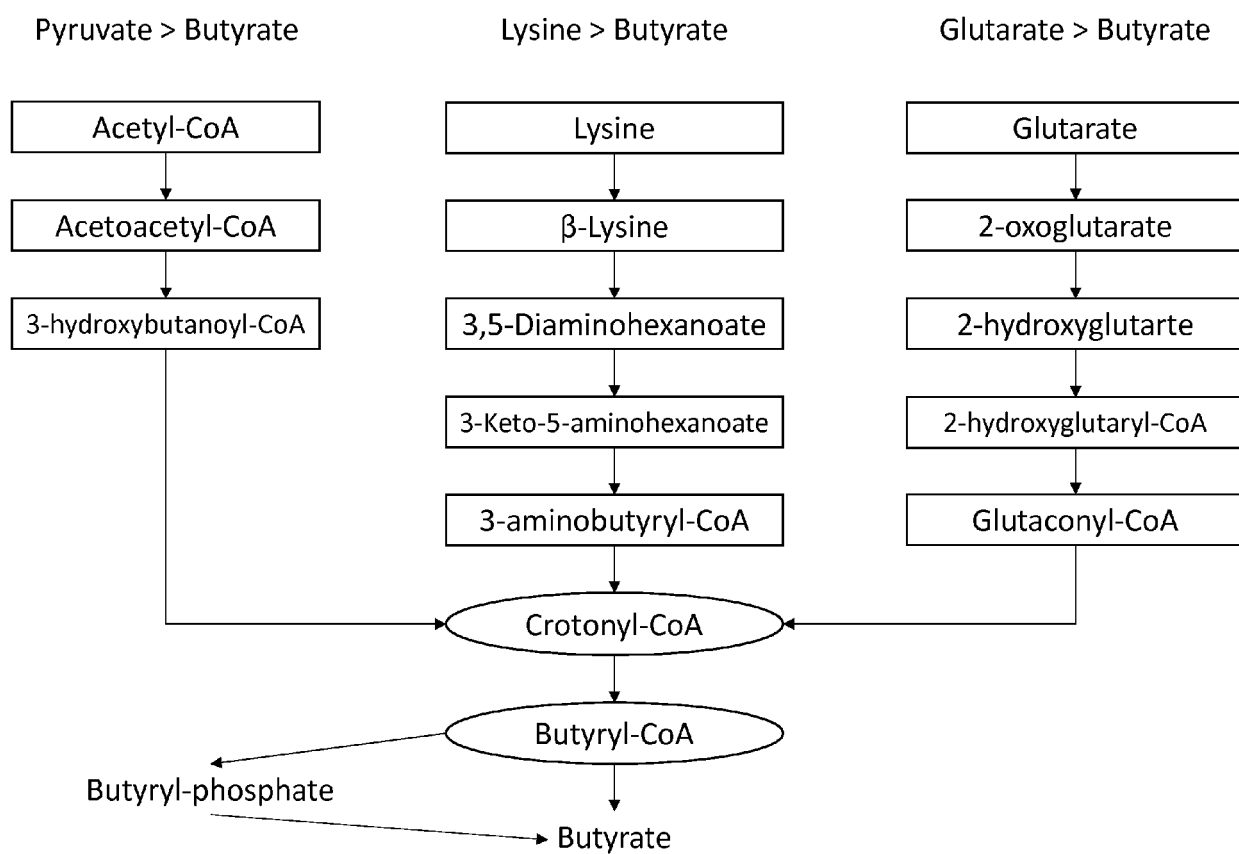 Pyruvate > Butyrate
Lysine > Butyrate
Glutarate > Butyrate
Acetyl-CoA
Lysine
Glutarate
Acetoacetyl-CoA
β-Lysine
2-oxoglutarate
3-hydroxybutanoyl-CoA
3,5-Diaminohexanoate
2-hydroxyglutarte
3-Keto-5-aminohexanoate
2-hydroxyglutaryl-CoA
3-aminobutyryl-CoA
Glutaconyl-CoA
Crotonyl-CoA
Butyryl-CoA
Butyryl-phosphate
Butyrate